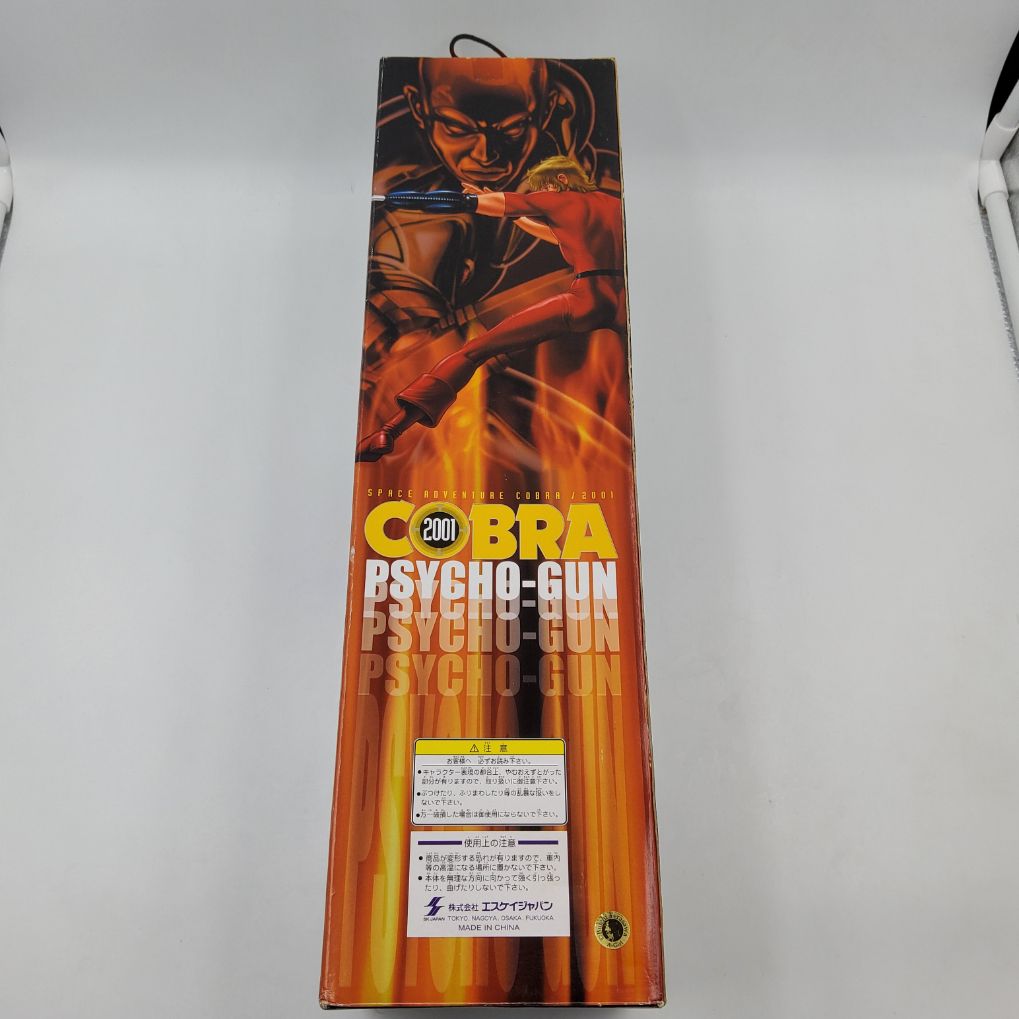 SPACE ADVENTURE COBRA /2001
COBRA
2001
PSYCHO-GUN
PSYCHO-GUN
PSYCHO-GUN
PSYCHO-GUN
PSYCHO-GUN
⚠ 注意
お客様へ 必ずお読み下さい。
●キャラクター表現の都合上、やむおえずとがった
部分が有りますので、取り扱いに御注意下さい。
●ぶつけたり、ふりまわしたり等の乱暴な扱いをし
ないで下さい。
●万一破損した場合は御使用にならないで下さい。
使用上の注意
●商品が変形する恐れが有りますので、車内
等の高温になる場所に置かないで下さい。
●本体を無理な方向に向かって強く引っ張っ
たり、曲げたりしないで下さい。
株式会社 エスケイジャパン
SK JAPAN TOKYO. NAGOYA. OSAKA. FUKUOKA.
MADE IN CHINA